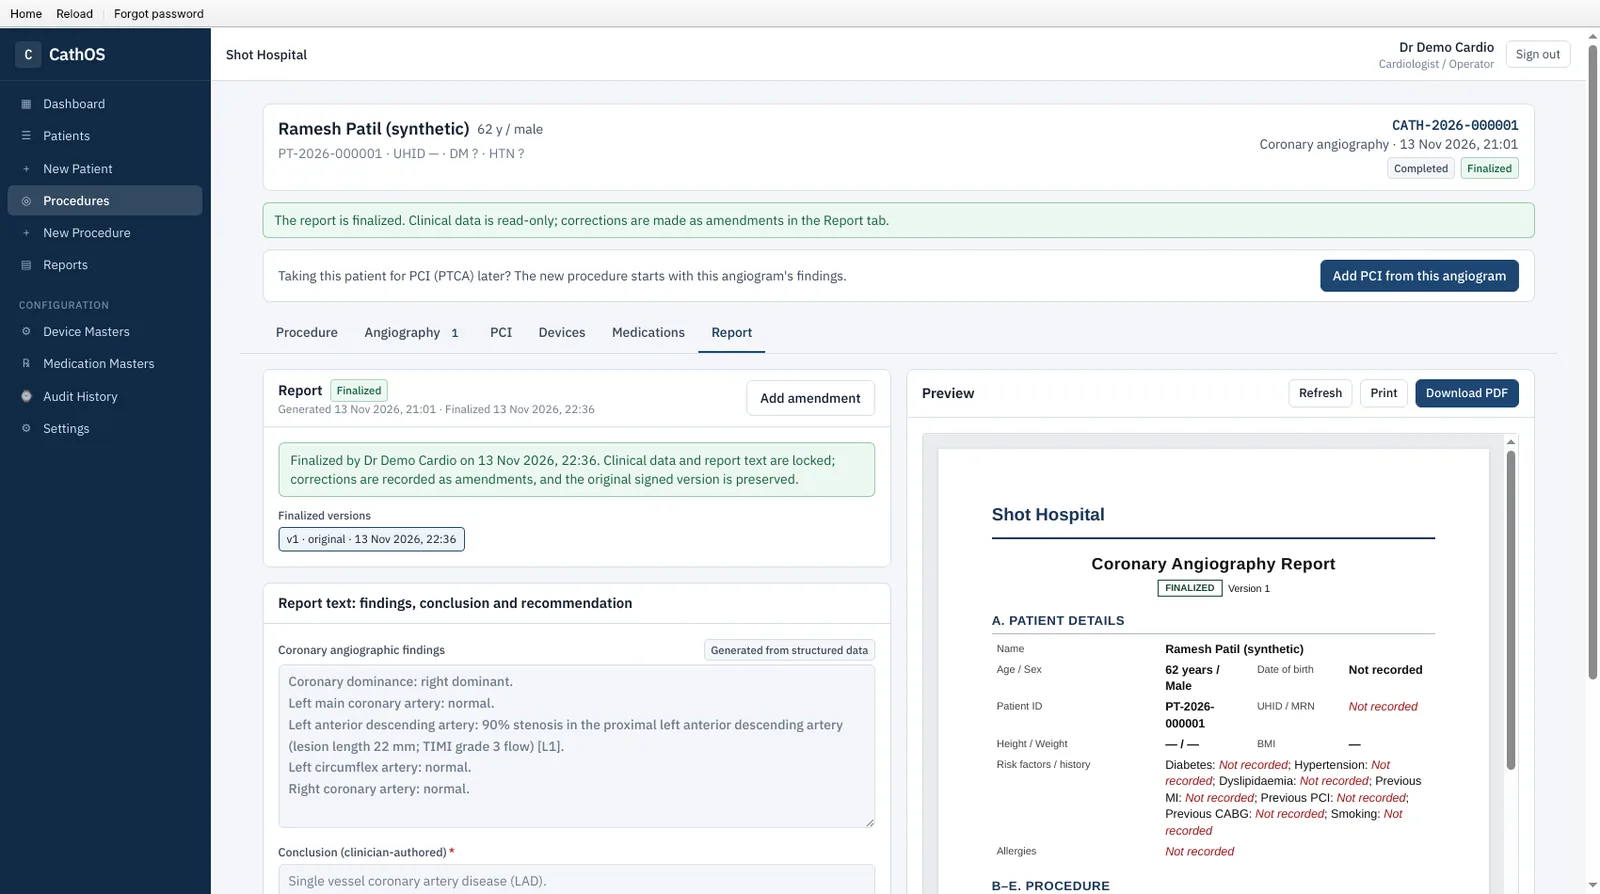 Home Reload Forgot password
C CathOS
Shot Hospital
Dr Demo Cardio
Cardiologist / Operator
Sign out
Dashboard
Patients
+ New Patient
Procedures
+ New Procedure
Reports
CONFIGURATION
Device Masters
℞ Medication Masters
Audit History
Settings
Ramesh Patil (synthetic) 62 y / male
PT-2026-000001 · UHID — · DM ? · HTN ?
CATH-2026-000001
Coronary angiography · 13 Nov 2026, 21:01
Completed Finalized
The report is finalized. Clinical data is read-only; corrections are made as amendments in the Report tab.
Taking this patient for PCI (PTCA) later? The new procedure starts with this angiogram's findings.
Add PCI from this angiogram
Procedure Angiography 1 PCI Devices Medications Report
Report Finalized
Generated 13 Nov 2026, 21:01 · Finalized 13 Nov 2026, 22:36
Add amendment
Finalized by Dr Demo Cardio on 13 Nov 2026, 22:36. Clinical data and report text are locked;
corrections are recorded as amendments, and the original signed version is preserved.
Finalized versions
v1 · original · 13 Nov 2026, 22:36
Report text: findings, conclusion and recommendation
Coronary angiographic findings
Generated from structured data
Coronary dominance: right dominant.
Left main coronary artery: normal.
Left anterior descending artery: 90% stenosis in the proximal left anterior descending artery
(lesion length 22 mm; TIMI grade 3 flow) [L1].
Left circumflex artery: normal.
Right coronary artery: normal.
Conclusion (clinician-authored) *
Single vessel coronary artery disease (LAD).
Preview
Refresh Print Download PDF
Shot Hospital
Coronary Angiography Report
FINALIZED Version 1
A. PATIENT DETAILS
Name Ramesh Patil (synthetic)
Age / Sex 62 years / Date of birth Not recorded
Male
Patient ID PT-2026- UHID / MRN Not recorded
000001
Height / Weight — / — BMI —
Risk factors / history Diabetes: Not recorded; Hypertension: Not
recorded; Dyslipidaemia: Not recorded; Previous
MI: Not recorded; Previous PCI: Not recorded;
Previous CABG: Not recorded; Smoking: Not
recorded
Allergies Not recorded
B–E. PROCEDURE